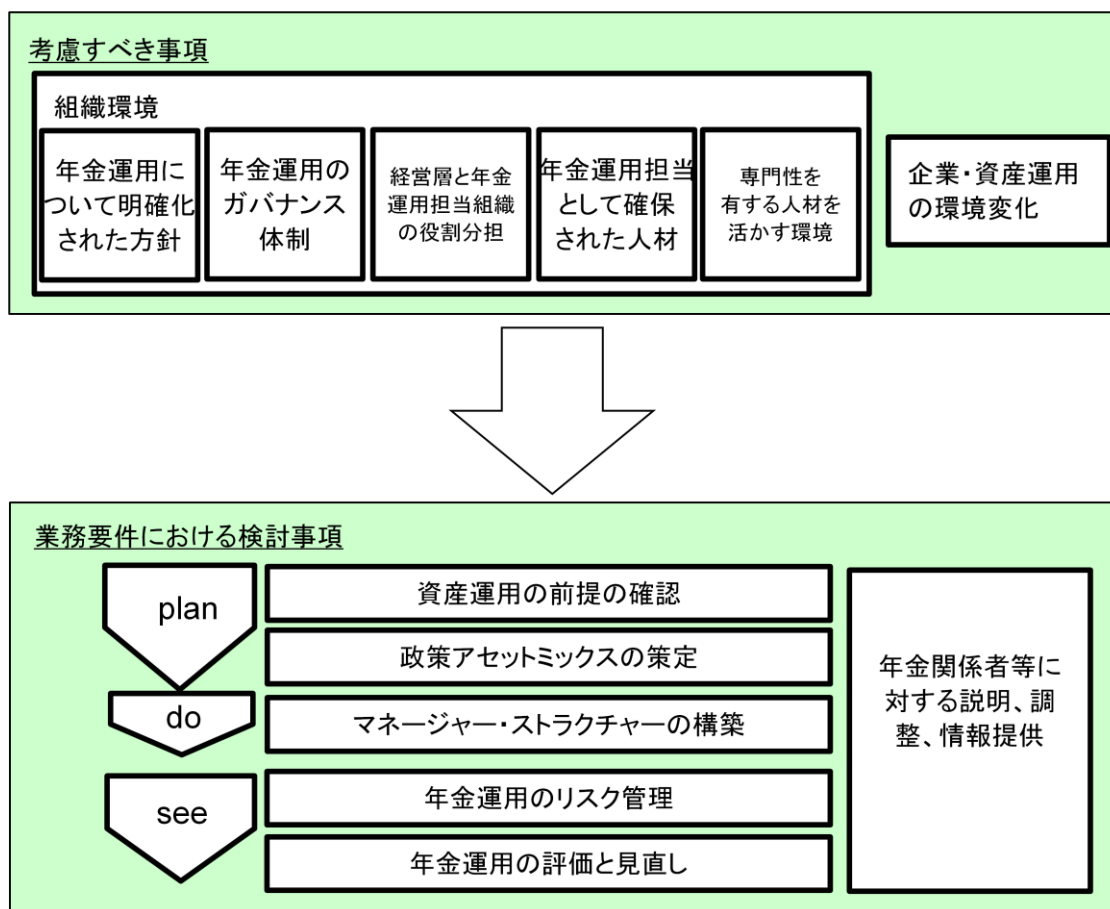 考慮すべき事項
組織環境
年金運用に
ついて明確化
された方針
年金運用の
ガバナンス
体制
経営層と年金
運用担当組織
の役割分担
年金運用担当
として確保
された人材
専門性を
有する人材を
活かす環境
企業・資産運用
の環境変化
業務要件における検討事項
plan
資産運用の前提の確認
政策アセットミックスの策定
do
マネージャー・ストラクチャーの構築
see
年金運用のリスク管理
年金運用の評価と見直し
年金関係者等に
対する説明、調
整、情報提供